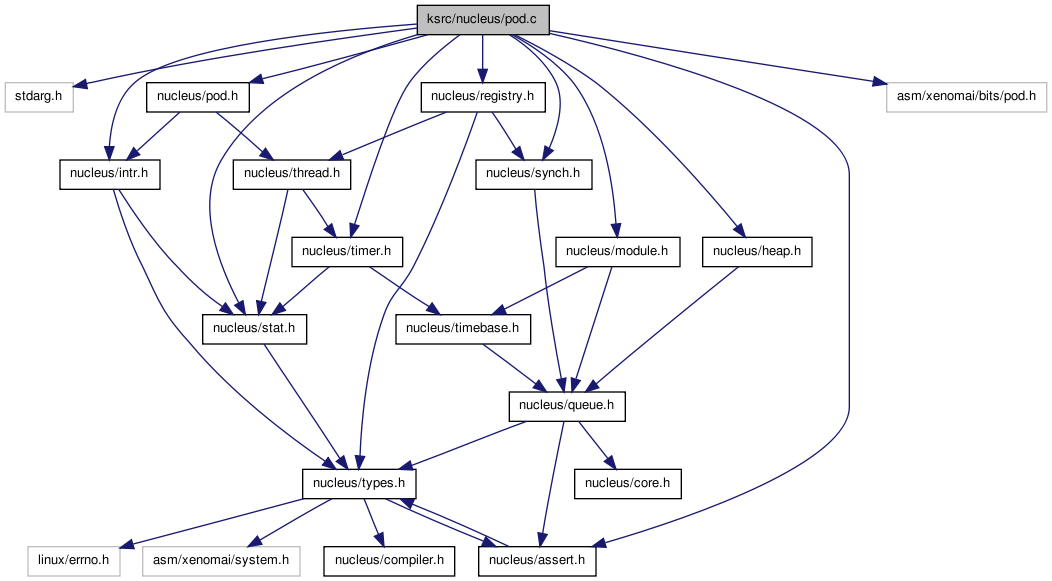 ksrc/nucleus/pod.c
stdarg.h
nucleus/pod.h
nucleus/registry.h
asm/xenomai/bits/pod.h
nucleus/intr.h
nucleus/thread.h
nucleus/synch.h
nucleus/timer.h
nucleus/module.h
nucleus/heap.h
nucleus/stat.h
nucleus/timebase.h
nucleus/queue.h
nucleus/types.h
nucleus/core.h
linux/errno.h
asm/xenomai/system.h
nucleus/compiler.h
nucleus/assert.h